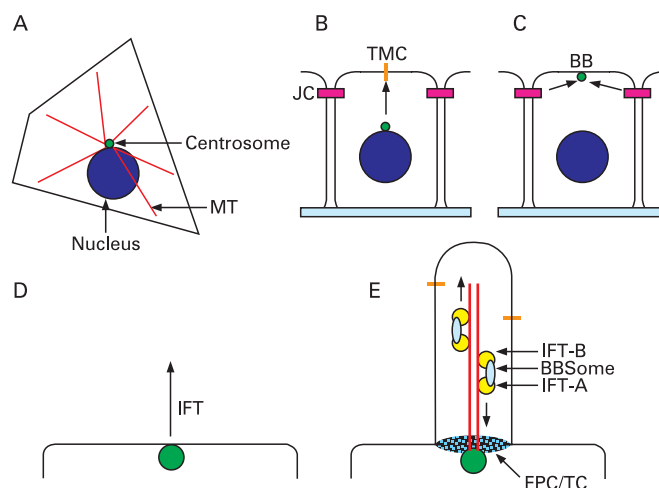 A
Centrosome
MT
Nucleus
B
TMC
JC
C
BB
D
IFT
E
IFT-B
BBSome
IFT-A
FPC/TC